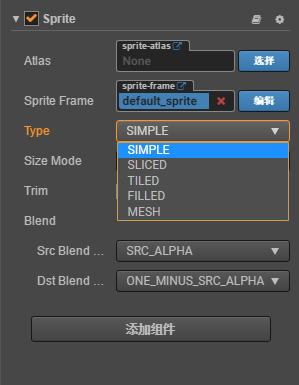 Sprite
sprite-atlas
Atlas
None
选择
sprite-frame
Sprite Frame
default_sprite
编辑
Type
SIMPLE
SIMPLE
Size Mode
SLICED
TILED
Trim
FILLED
MESH
Blend
Src Blend ...
SRC_ALPHA
Dst Blend ...
ONE_MINUS_SRC_ALPHA
添加组件